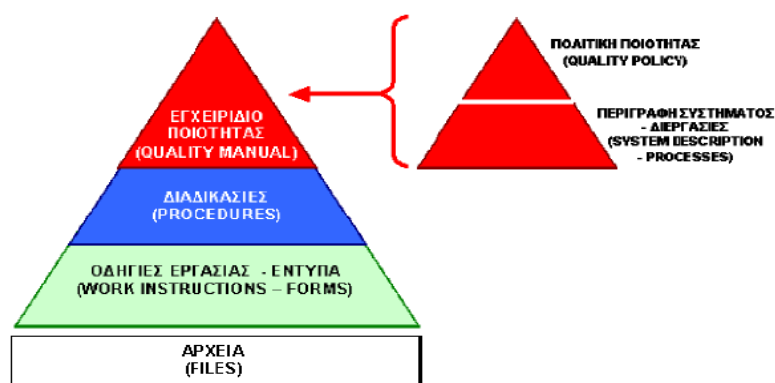 ΕΓΧΕΙΡΙΔΙΟ
ΠΟΙΟΤΗΤΑΣ
(QUALITY MANUAL)
ΔΙΑΔΙΚΑΣΙΕΣ
(PROCEDURES)
ΟΔΗΓΙΕΣ ΕΡΓΑΣΙΑΣ - ΕΝΤΥΠΑ
(WORK INSTRUCTIONS – FORMS)
ΑΡΧΕΙΑ
(FILES)
ΠΟΛΙΤΙΚΗ ΠΟΙΟΤΗΤΑΣ
(QUALITY POLICY)
ΠΕΡΙΓΡΑΦΗ ΣΥΣΤΗΜΑΤΟΣ
- ΔΙΕΡΓΑΣΙΕΣ
(SYSTEM DESCRIPTION
- PROCESSES)